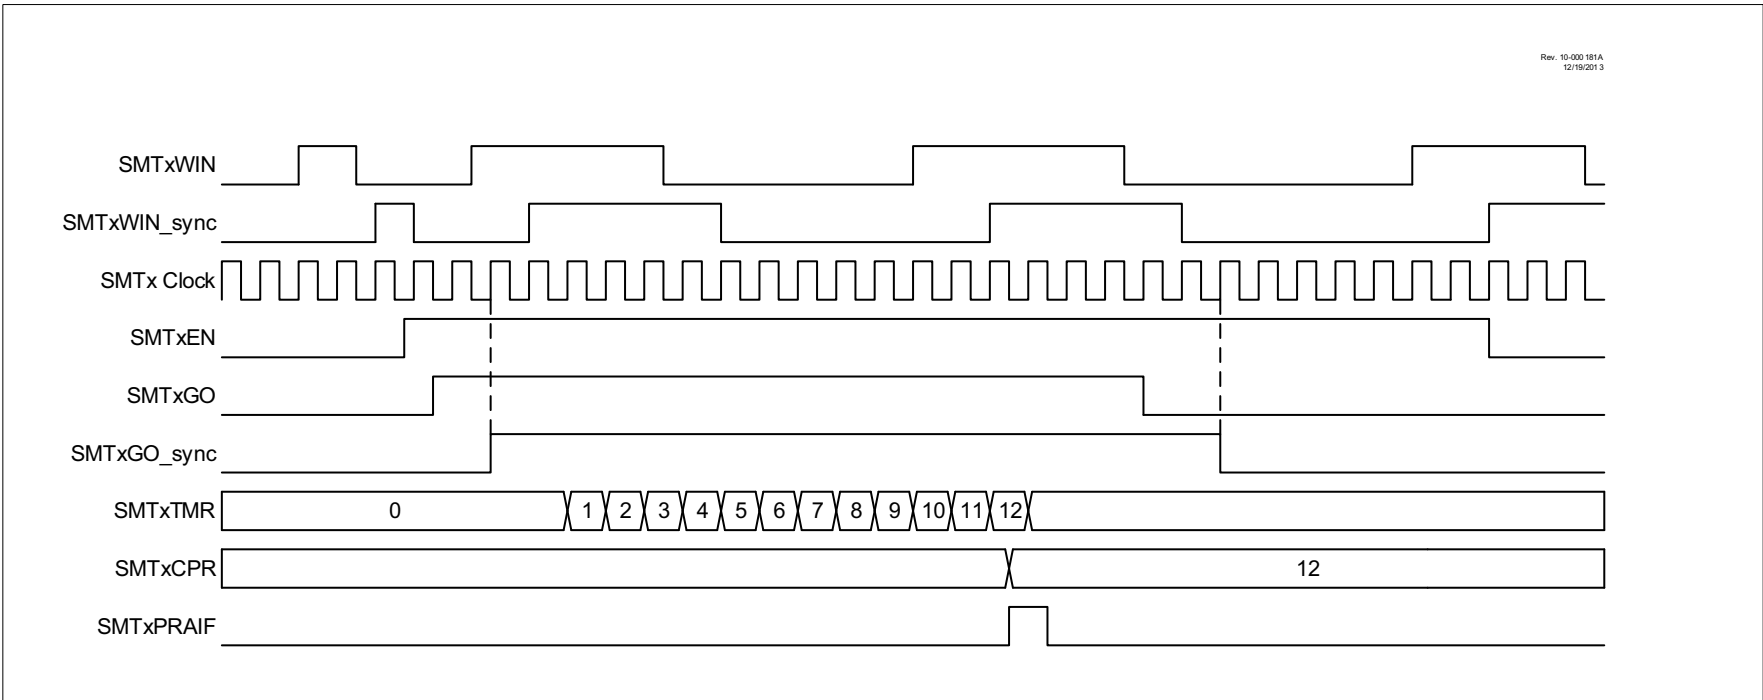 Rev. 10-000 181A
12/19/201 3
SMTxWIN
SMTxWIN_sync
SMTx Clock
SMTxEN
SMTxGO
SMTxGO_sync
SMTxTMR 0 1 2 3 4 5 6 7 8 9 10 11 12
SMTxCPR 12
SMTxPRAIF